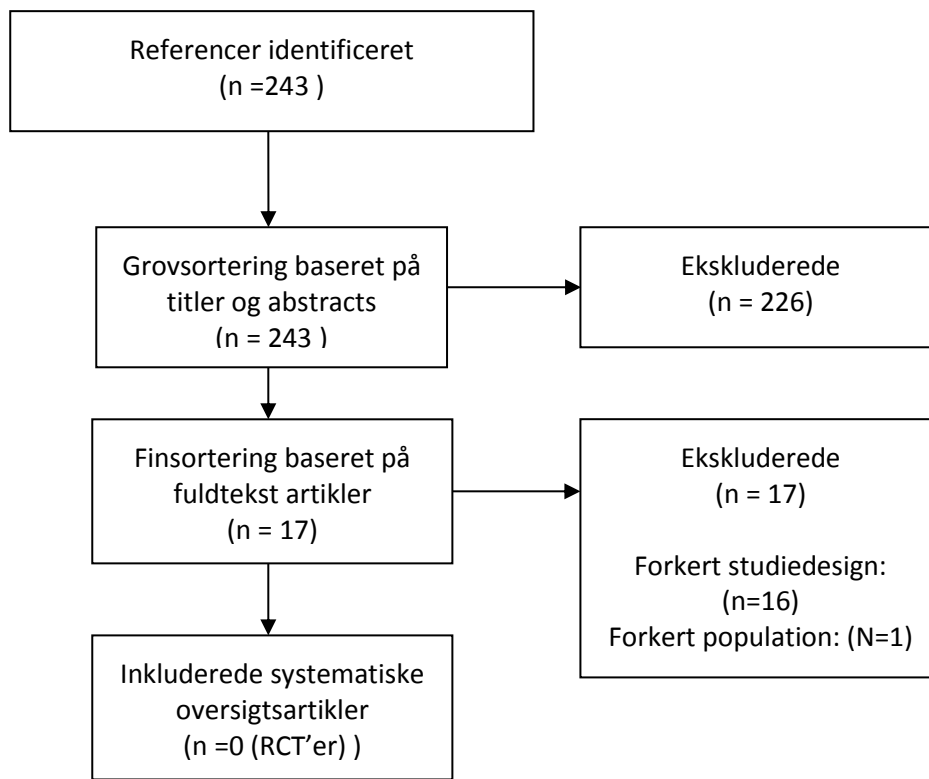 Referencer identificeret
(n =243 )
Grovsortering baseret på
titler og abstracts
(n = 243 )
Ekskluderede
(n = 226)
Finsortering baseret på
fuldtekst artikler
(n = 17)
Ekskluderede
(n = 17)
Forkert studiedesign:
(n=16)
Forkert population: (N=1)
Inkluderede systematiske
oversigtsartikler
(n =0 (RCT’er) )